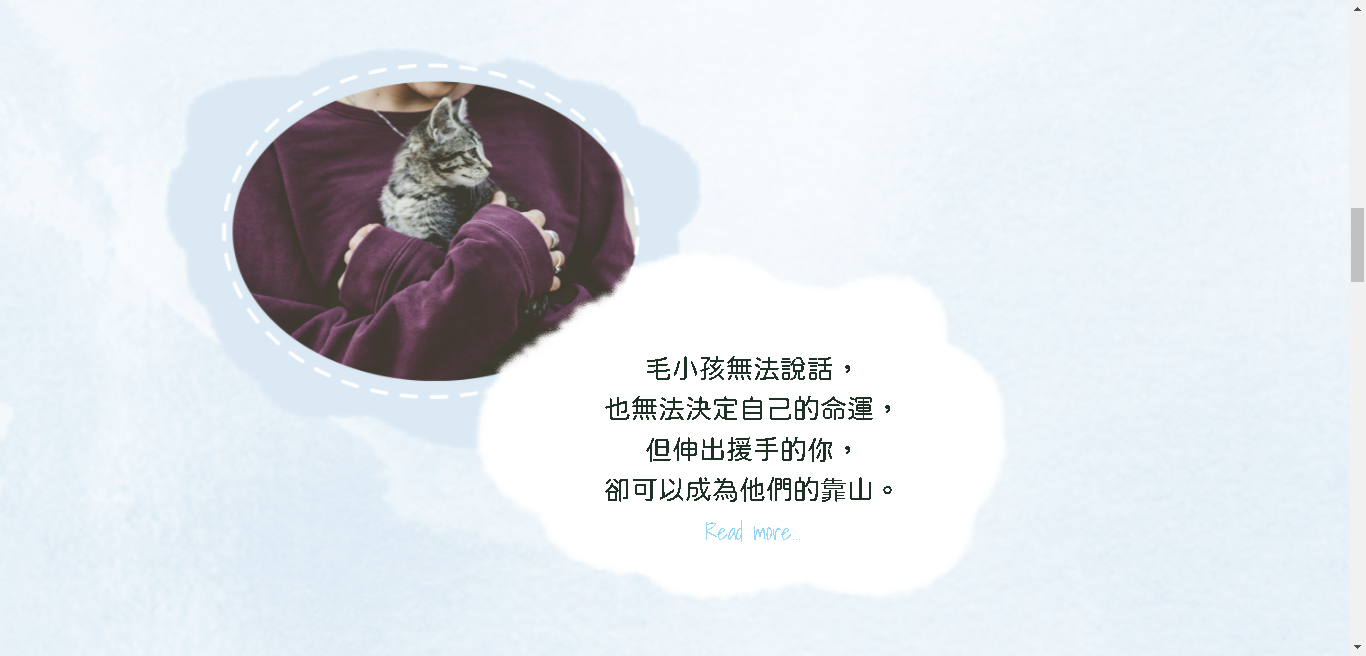 毛小孩無法說話，
也無法決定自己的命運，
但伸出援手的你，
卻可以成為他們的靠山。
Read more...